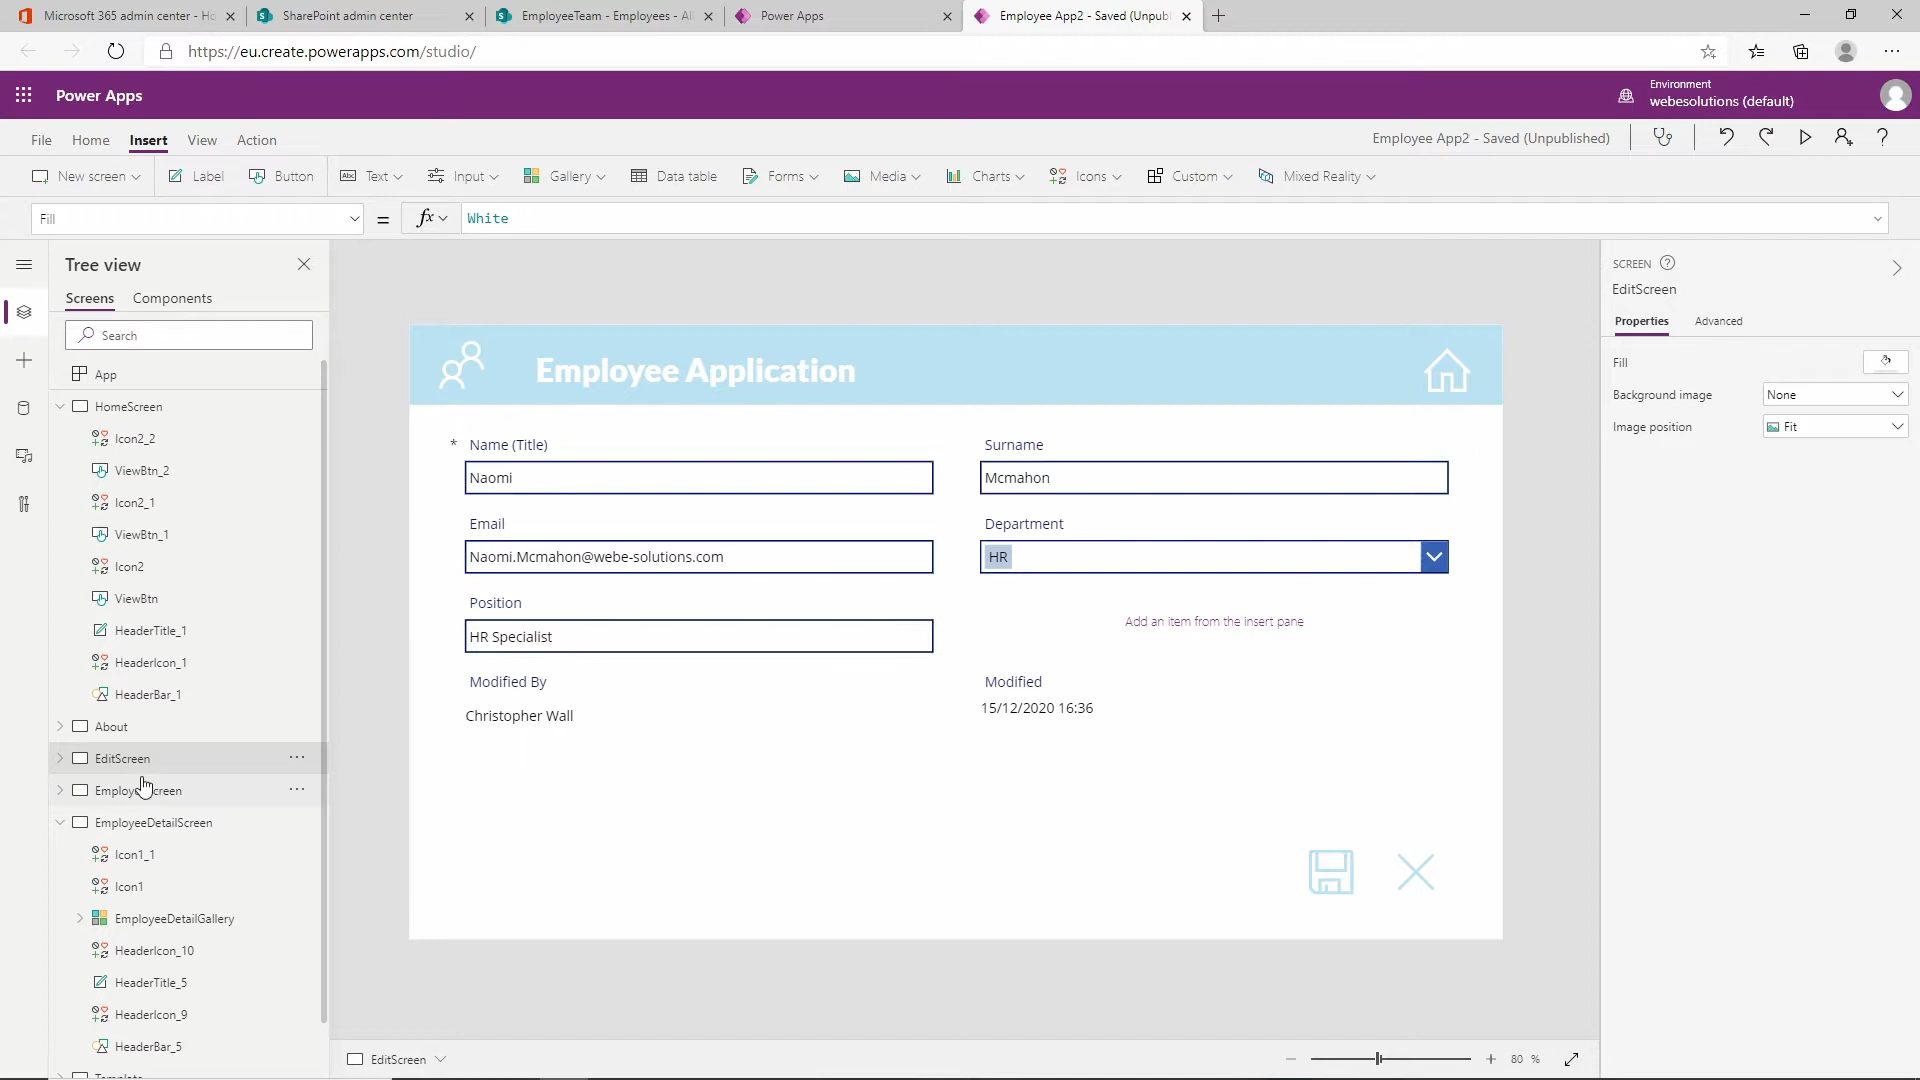 Microsoft 365 admin center - Ho
SharePoint admin center
EmployeeTeam - Employees - All
Power Apps
Employee App2 - Saved (Unpubl
https://eu.create.powerapps.com/studio/
Power Apps
Environment
webesolutions (default)
File
Home
Insert
View
Action
Employee App2 - Saved (Unpublished)
New screen
Label
Button
Text
Input
Gallery
Data table
Forms
Media
Charts
Icons
Custom
Mixed Reality
Fill
=
fx
White
Tree view
Screens
Components
Search
App
HomeScreen
Icon2_2
ViewBtn_2
Icon2_1
ViewBtn_1
Icon2
ViewBtn
HeaderTitle_1
HeaderIcon_1
HeaderBar_1
About
EditScreen
EmployeeDetailScreen
Icon1_1
Icon1
EmployeeDetailGallery
HeaderIcon_10
HeaderTitle_5
HeaderIcon_9
HeaderBar_5
Employee Application
* Name (Title)
Naomi
Surname
Mcmahon
Email
Naomi.Mcmahon@webe-solutions.com
Department
HR
Position
HR Specialist
Add an item from the insert pane
Modified By
Christopher Wall
Modified
15/12/2020 16:36
EditScreen
80 %
SCREEN
EditScreen
Properties
Advanced
Fill
Background image
None
Image position
Fit